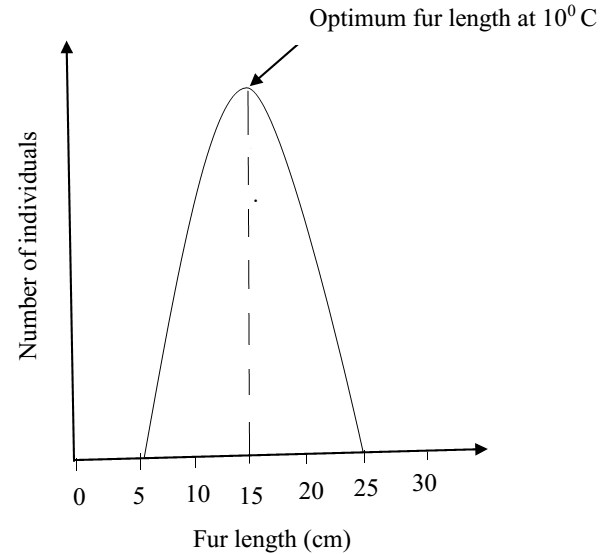 Optimum fur length at 10⁰ C
Number of individuals
0 5 10 15 20 25 30
Fur length (cm)